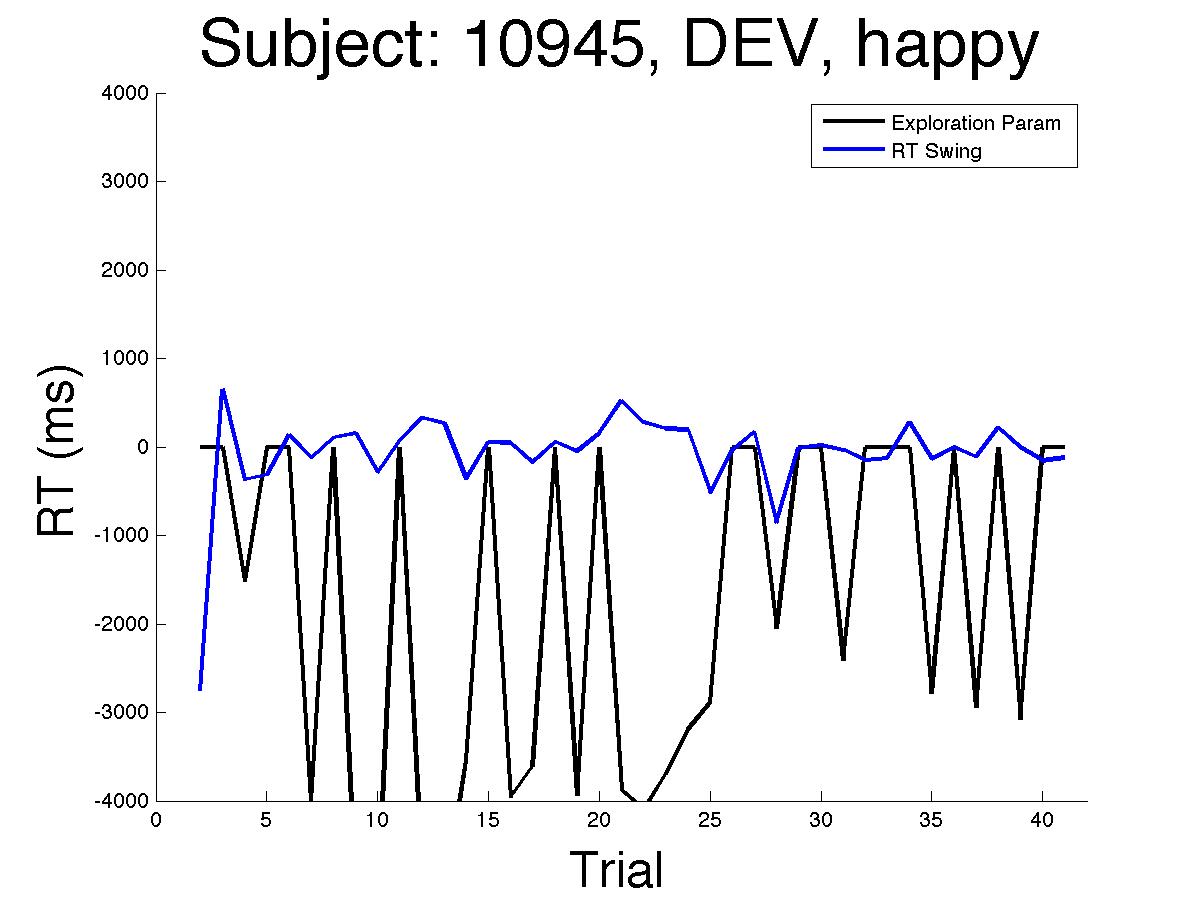 Subject: 10945, DEV, happy
Exploration Param
RT Swing
4000
3000
2000
1000
0
-1000
-2000
-3000
-4000
RT (ms)
0 5 10 15 20 25 30 35 40
Trial